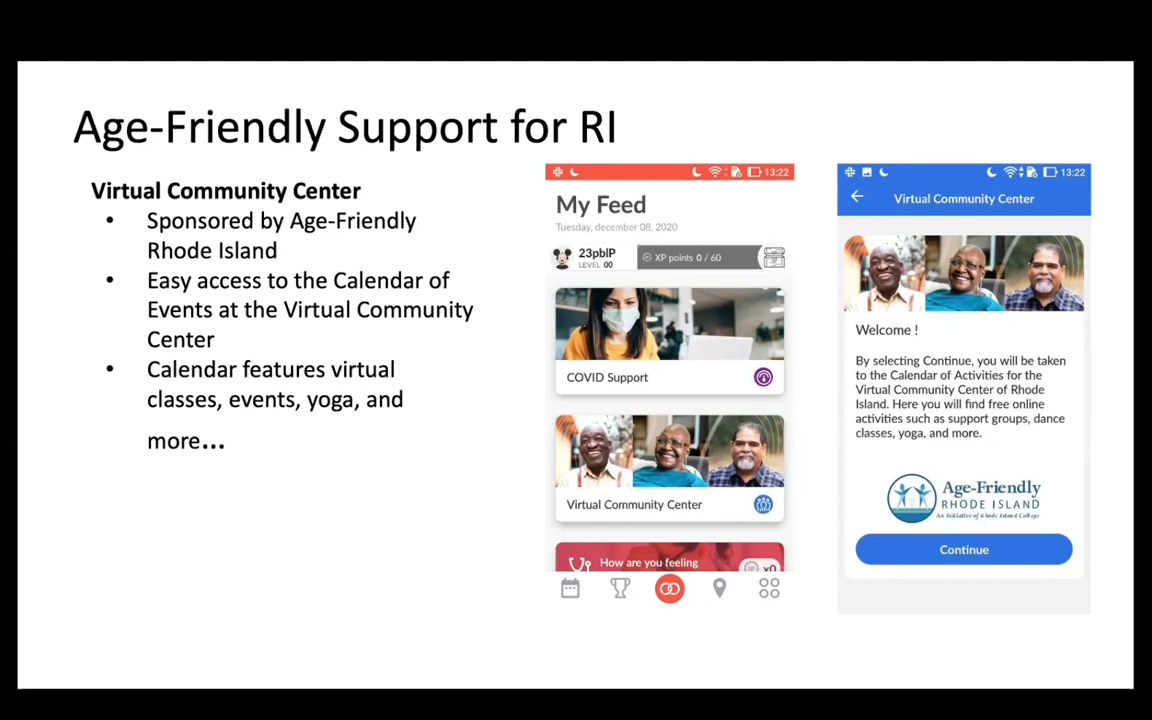 Age-Friendly Support for RI
Virtual Community Center
• Sponsored by Age-Friendly
Rhode Island
• Easy access to the Calendar of
Events at the Virtual Community
Center
• Calendar features virtual
classes, events, yoga, and
more...
13:22
My Feed
Tuesday, december 08, 2020
23pbIP
LEVEL 00
XP points 0 / 60
COVID Support
Virtual Community Center
How are you feeling
x0
13:22
Virtual Community Center
Welcome !
By selecting Continue, you will be taken
to the Calendar of Activities for the
Virtual Community Center of Rhode
Island. Here you will find free online
activities such as support groups, dance
classes, yoga, and more.
Age-Friendly
RHODE ISLAND
An Initiative of Rhode Island College
Continue